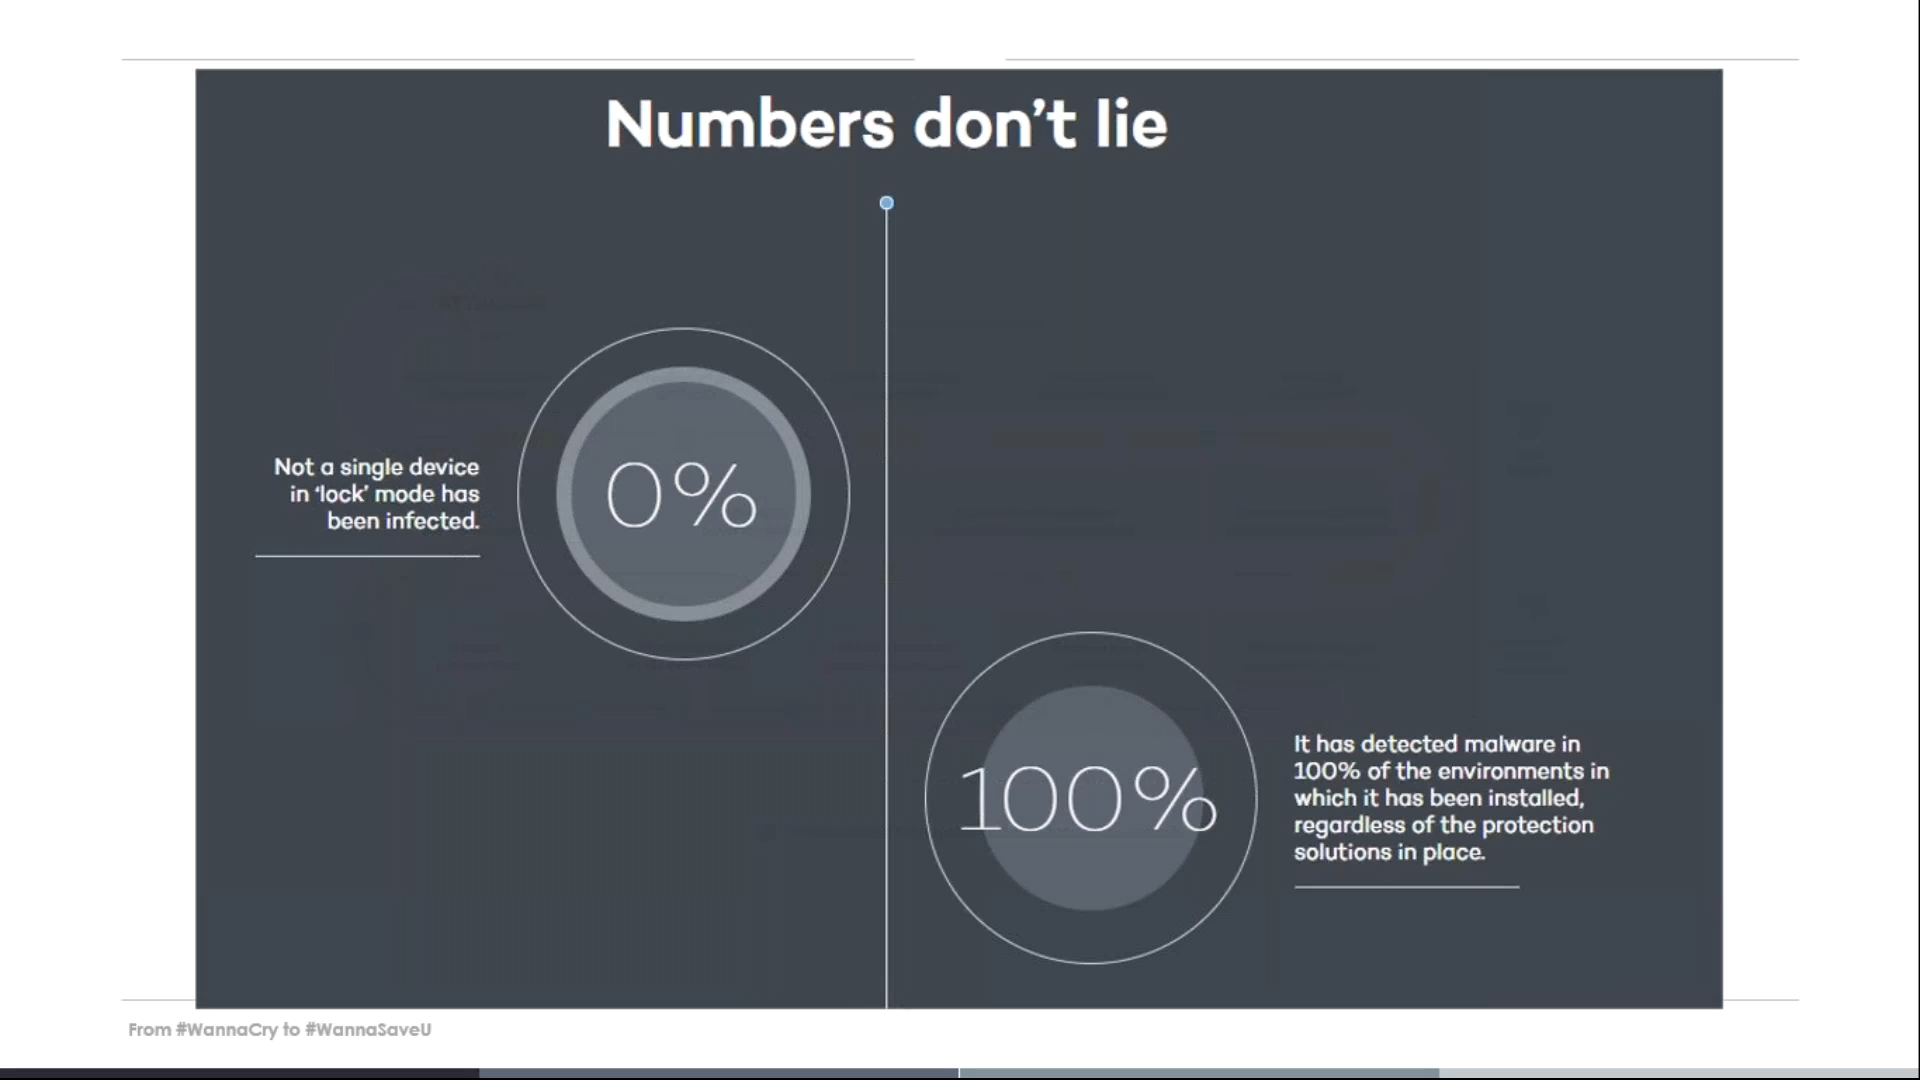 Numbers don’t lie
Not a single device
in ‘lock’ mode has
been infected.
0%
100%
It has detected malware in
100% of the environments in
which it has been installed,
regardless of the protection
solutions in place.
From #WannaCry to #WannaSaveU